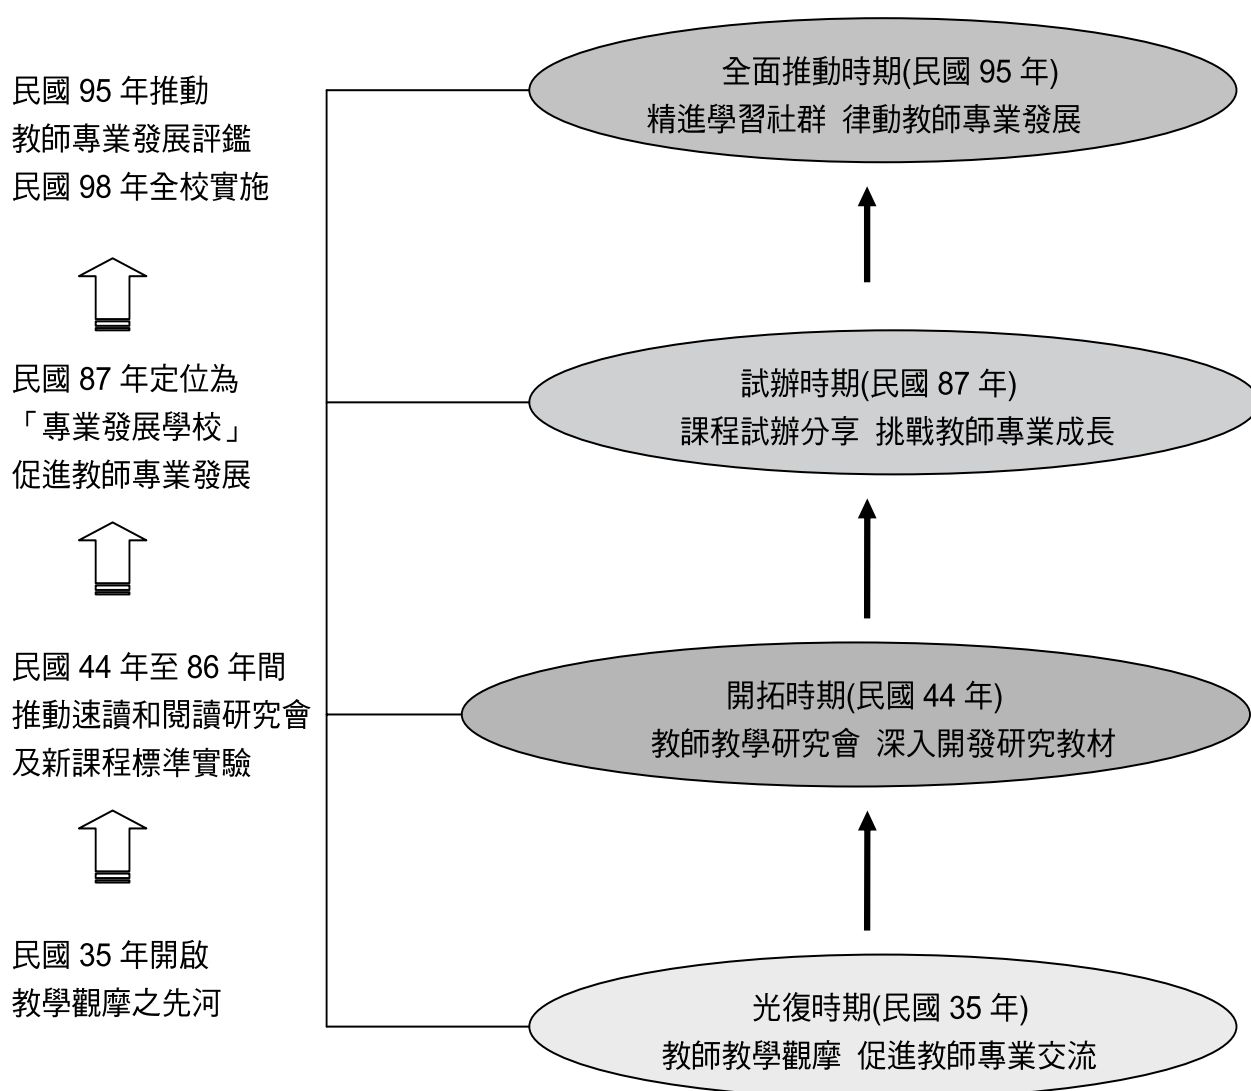 民國 95 年推動
教師專業發展評鑑
民國 98 年全校實施
全面推動時期(民國 95 年)
精進學習社群 律動教師專業發展
民國 87 年定位為
「專業發展學校」
促進教師專業發展
試辦時期(民國 87 年)
課程試辦分享 挑戰教師專業成長
民國 44 年至 86 年間
推動速讀和閱讀研究會
及新課程標準實驗
開拓時期(民國 44 年)
教師教學研究會 深入開發研究教材
民國 35 年開啟
教學觀摩之先河
光復時期(民國 35 年)
教師教學觀摩 促進教師專業交流